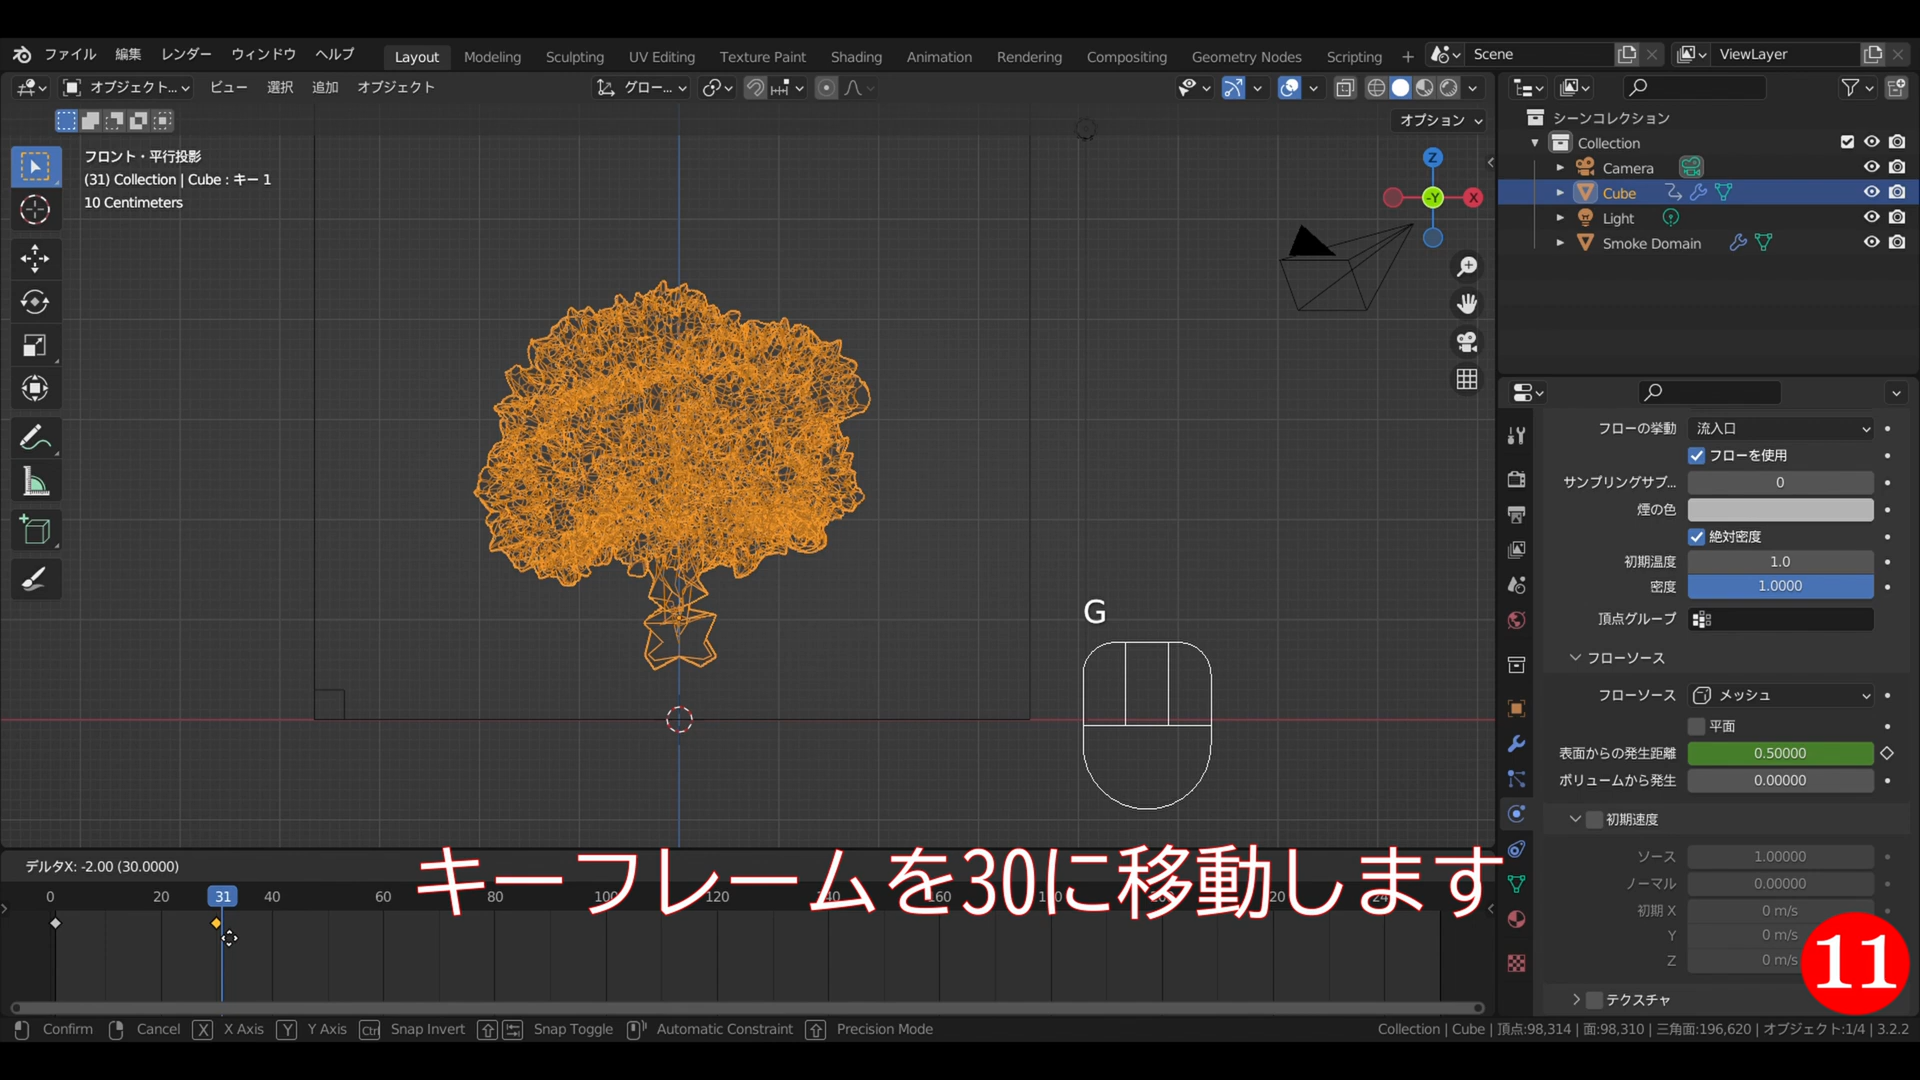 ファイル 編集 レンダー ウィンドウ ヘルプ Layout Modeling Sculpting UV Editing Texture Paint Shading Animation Rendering Compositing Geometry Nodes Scripting + Scene ViewLayer
オブジェクト... ビュー 選択 追加 オブジェクト グロー...
オプション
フロント・平行投影
(31) Collection | Cube : キー 1
10 Centimeters
Z
-Y X
シーンコレクション
Collection
Camera
Cube
Light
Smoke Domain
フローの挙動 流入口
フローを使用
サンプリングサブ... 0
煙の色
絶対密度
初期温度 1.0
密度 1.0000
頂点グループ
フローソース
フローソース メッシュ
平面
表面からの発生距離 0.50000
ボリュームから発生 0.00000
初期速度
ソース 1.00000
ノーマル 0.00000
初期 X 0 m/s
Y 0 m/s
Z 0 m/s
テクスチャ
G
デルタX: -2.00 (30.0000)
キーフレームを30に移動します
0 20 31 40 60 100 120 160
11
Confirm Cancel X X Axis Y Y Axis Ctrl Snap Invert Snap Toggle Automatic Constraint Precision Mode
Collection | Cube | 頂点:98,314 | 面:98,310 | 三角面:196,620 | オブジェクト:1/4 | 3.2.2